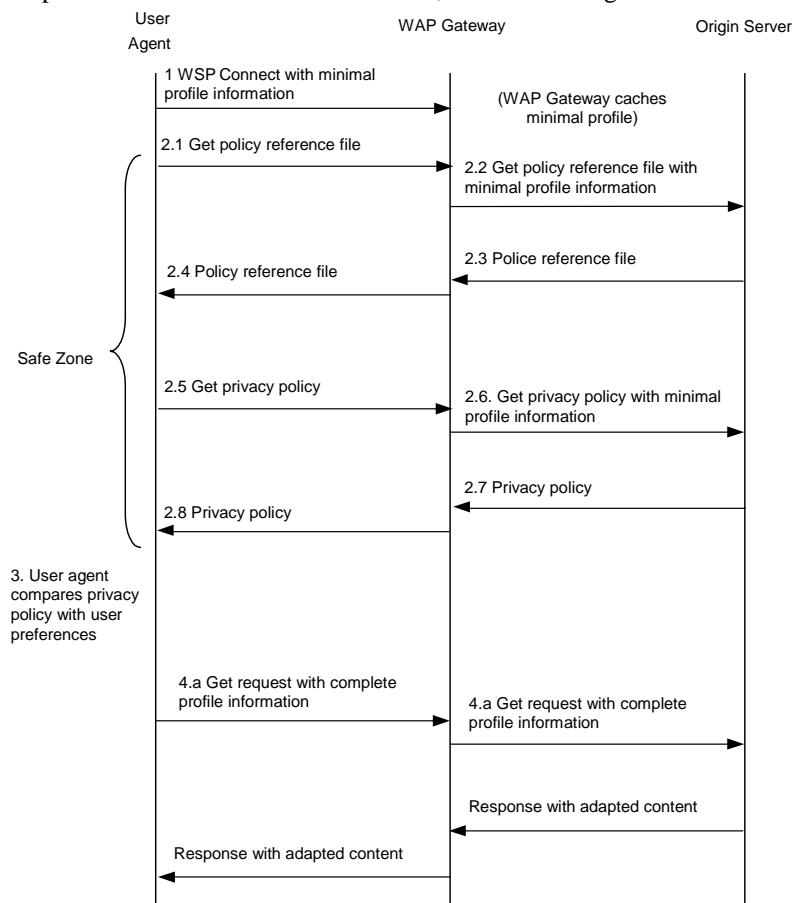 User
Agent
WAP Gateway
Origin Server
1 WSP Connect with minimal
profile information
(WAP Gateway caches
minimal profile)
2.1 Get policy reference file
2.2 Get policy reference file with
minimal profile information
2.3 Police reference file
2.4 Policy reference file
Safe Zone
2.5 Get privacy policy
2.6. Get privacy policy with minimal
profile information
2.7 Privacy policy
2.8 Privacy policy
3. User agent
compares privacy
policy with user
preferences
4.a Get request with complete
profile information
4.a Get request with complete
profile information
Response with adapted content
Response with adapted content